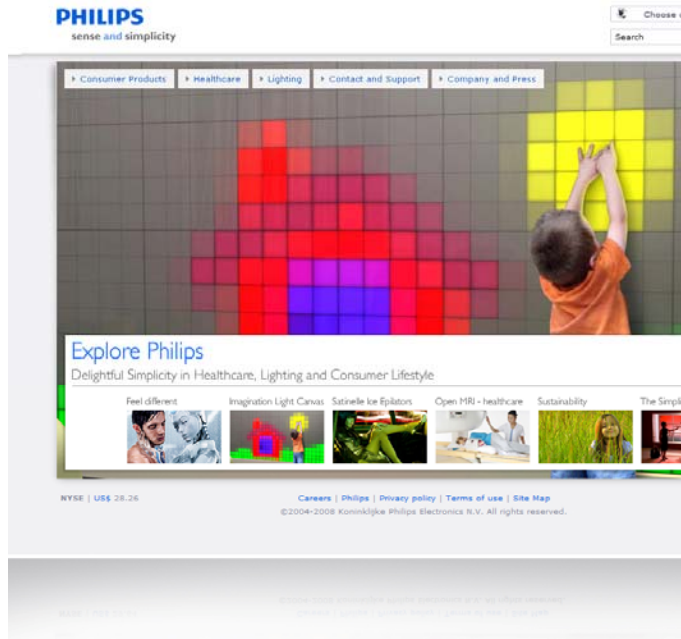 PHILIPS
Choose
sense and simplicity
Search
Consumer Products Healthcare Lighting Contact and Support Company and Press
Explore Philips
Delightful Simplicity in Healthcare, Lighting and Consumer Lifestyle
Feel different Imagination Light Canvas Satinelle Ice Epilators Open MRI - healthcare Sustainability The Simpli
NYSE | US$ 28.26
Careers | Philips | Privacy policy | Terms of use | Site Map
©2004-2008 Koninklijke Philips Electronics N.V. All rights reserved.